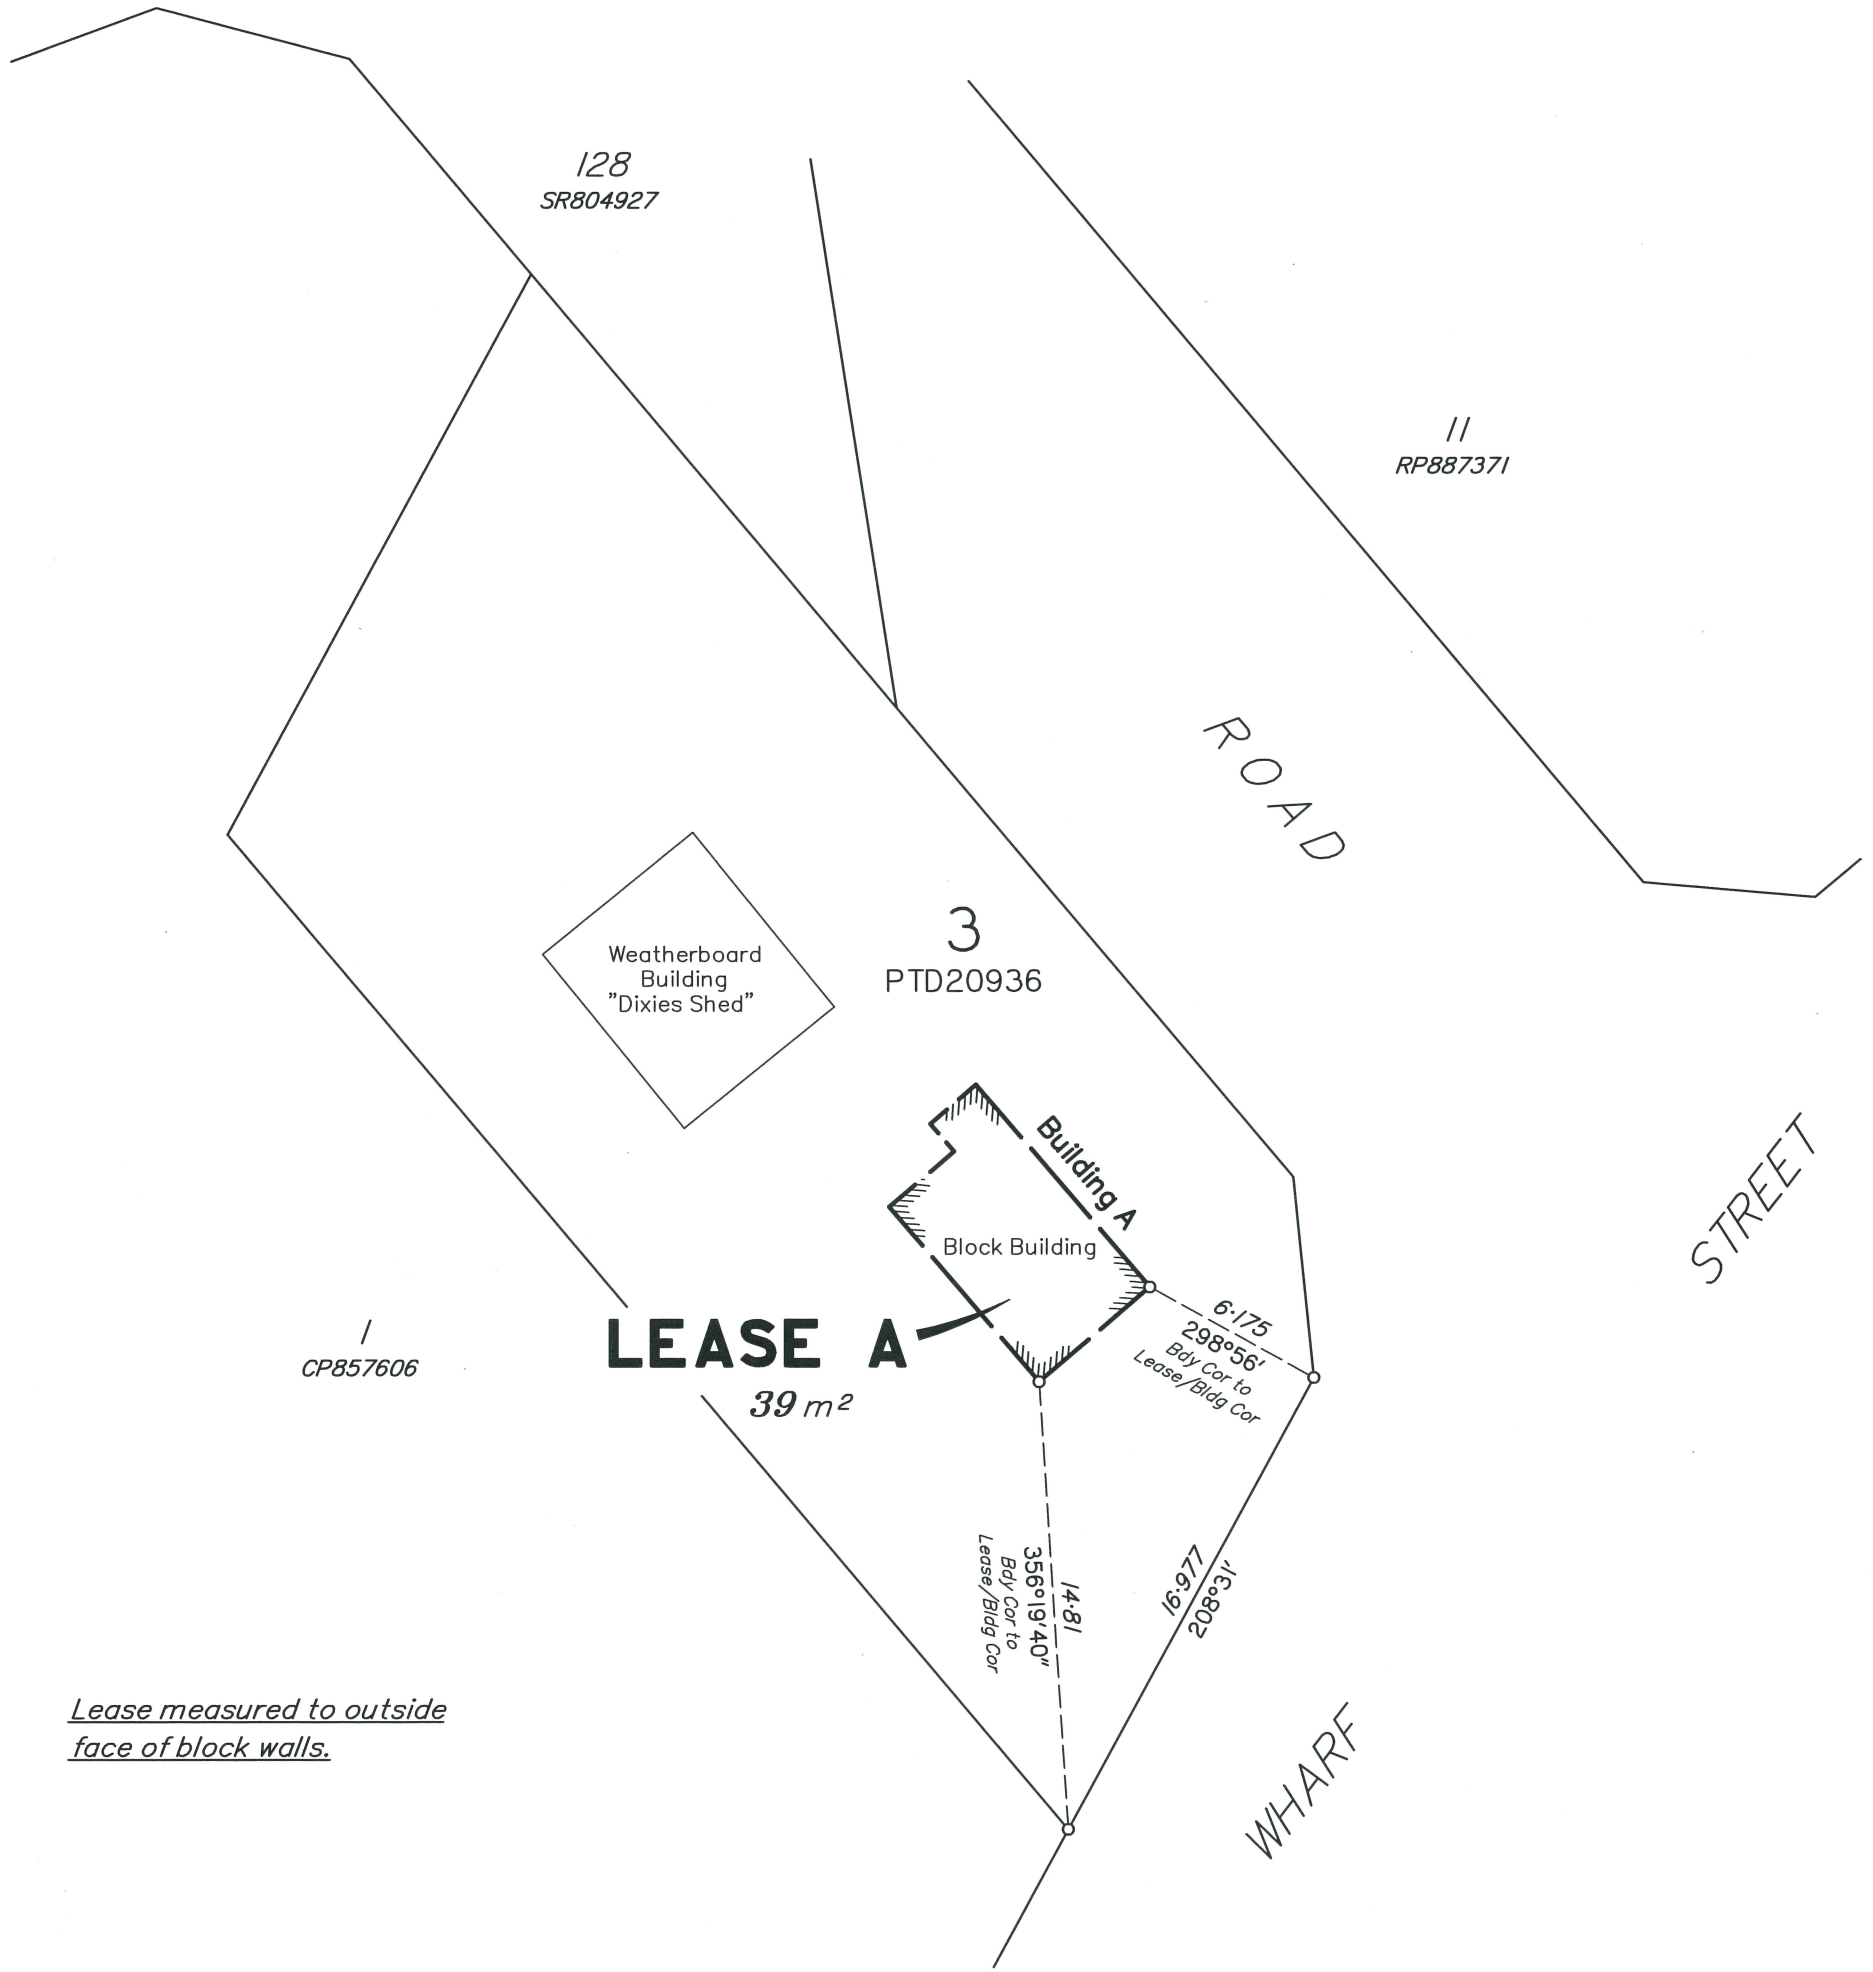 128
SR804927
11
RP887371
ROAD
3
PTD20936
Weatherboard
Building
"Dixies Shed"
Building A
Block Building
STREET
LEASE A
39 m²
1
CP857606
6·175
298°56'
Bdy Cor to
Lease/Bldg Cor
14·81
356°19'40"
Bdy Cor to
Lease/Bldg Cor
16·977
208°31'
WHARF
Lease measured to outside
face of block walls.